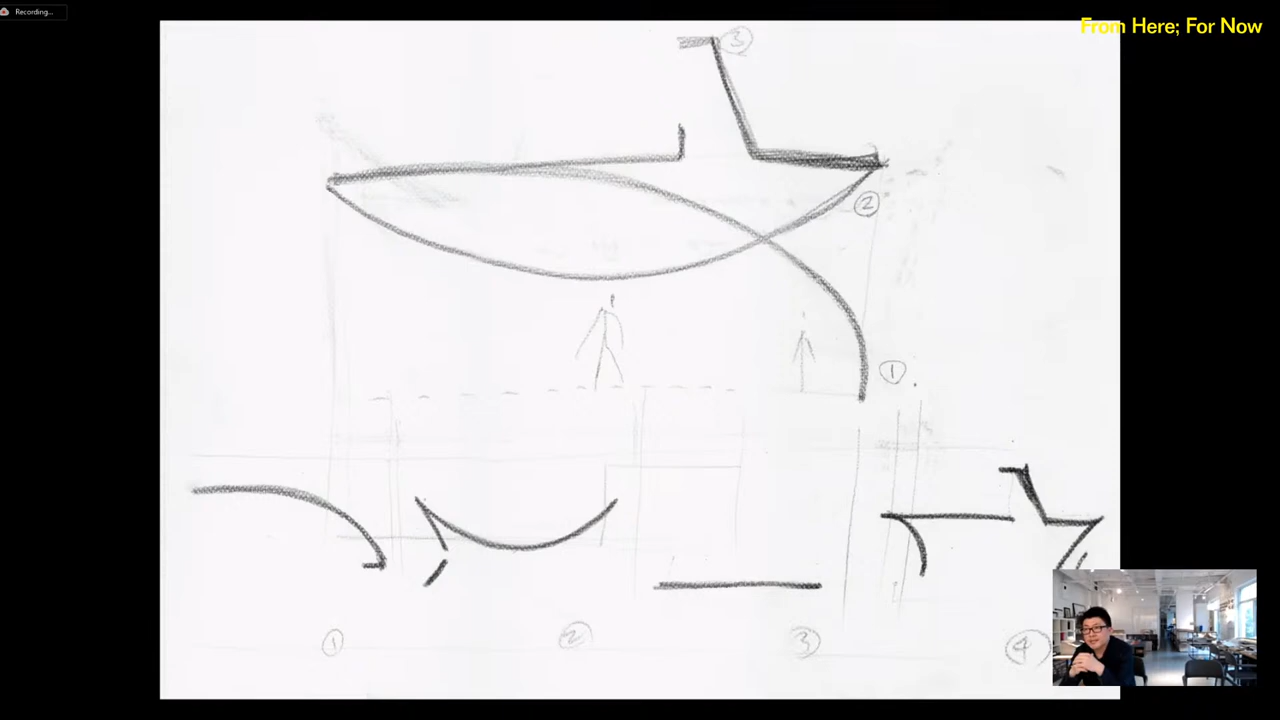 Recording...
From Here; For Now
③
②
①
① ② ③ ④